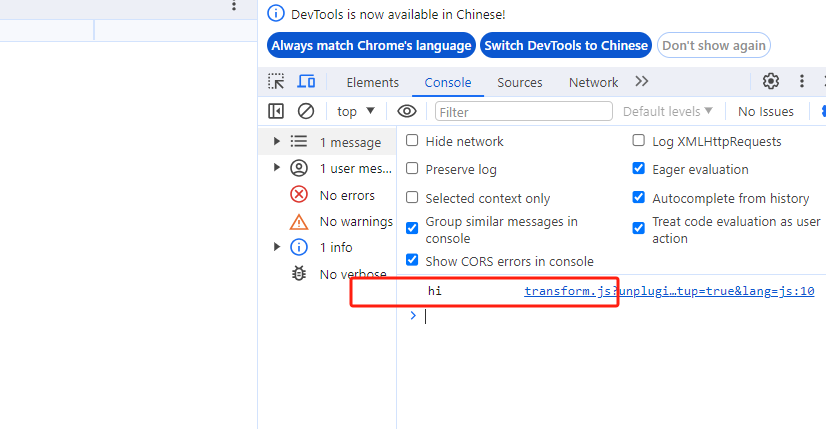 DevTools is now available in Chinese!
Always match Chrome's language Switch DevTools to Chinese Don't show again
Elements Console Sources Network
top Filter Default levels No Issues
1 message
1 user mes...
No errors
No warnings
1 info
No verbose
Hide network Log XMLHttpRequests
Preserve log Eager evaluation
Selected context only Autocomplete from history
Group similar messages in
console
Treat code evaluation as user
action
Show CORS errors in console
hi transform.js?unplugi…tup=true&lang=js:10